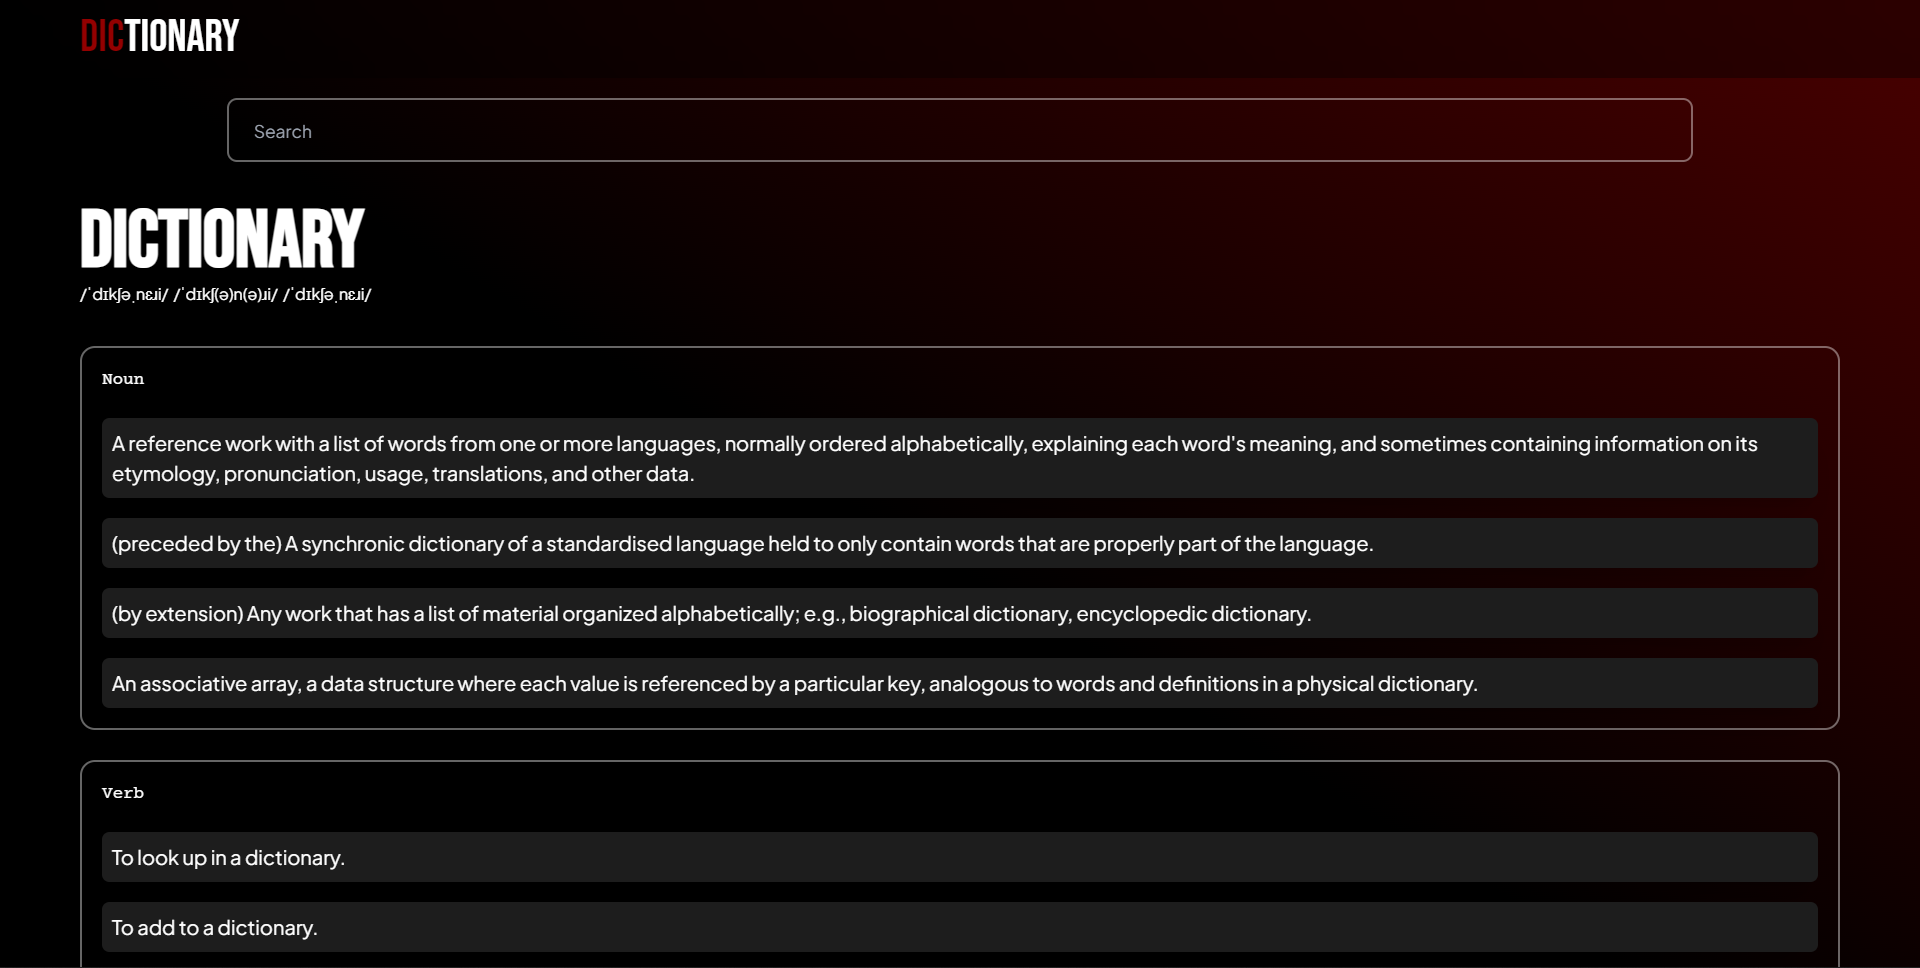 DICTIONARY
Search
DICTIONARY
/ˈdɪkʃəˌnɛɹi/ /ˈdɪkʃ(ə)n(ə)ɹi/ /ˈdɪkʃəˌnɛɹi/
Noun
A reference work with a list of words from one or more languages, normally ordered alphabetically, explaining each word's meaning, and sometimes containing information on its
etymology, pronunciation, usage, translations, and other data.
(preceded by the) A synchronic dictionary of a standardised language held to only contain words that are properly part of the language.
(by extension) Any work that has a list of material organized alphabetically; e.g., biographical dictionary, encyclopedic dictionary.
An associative array, a data structure where each value is referenced by a particular key, analogous to words and definitions in a physical dictionary.
Verb
To look up in a dictionary.
To add to a dictionary.